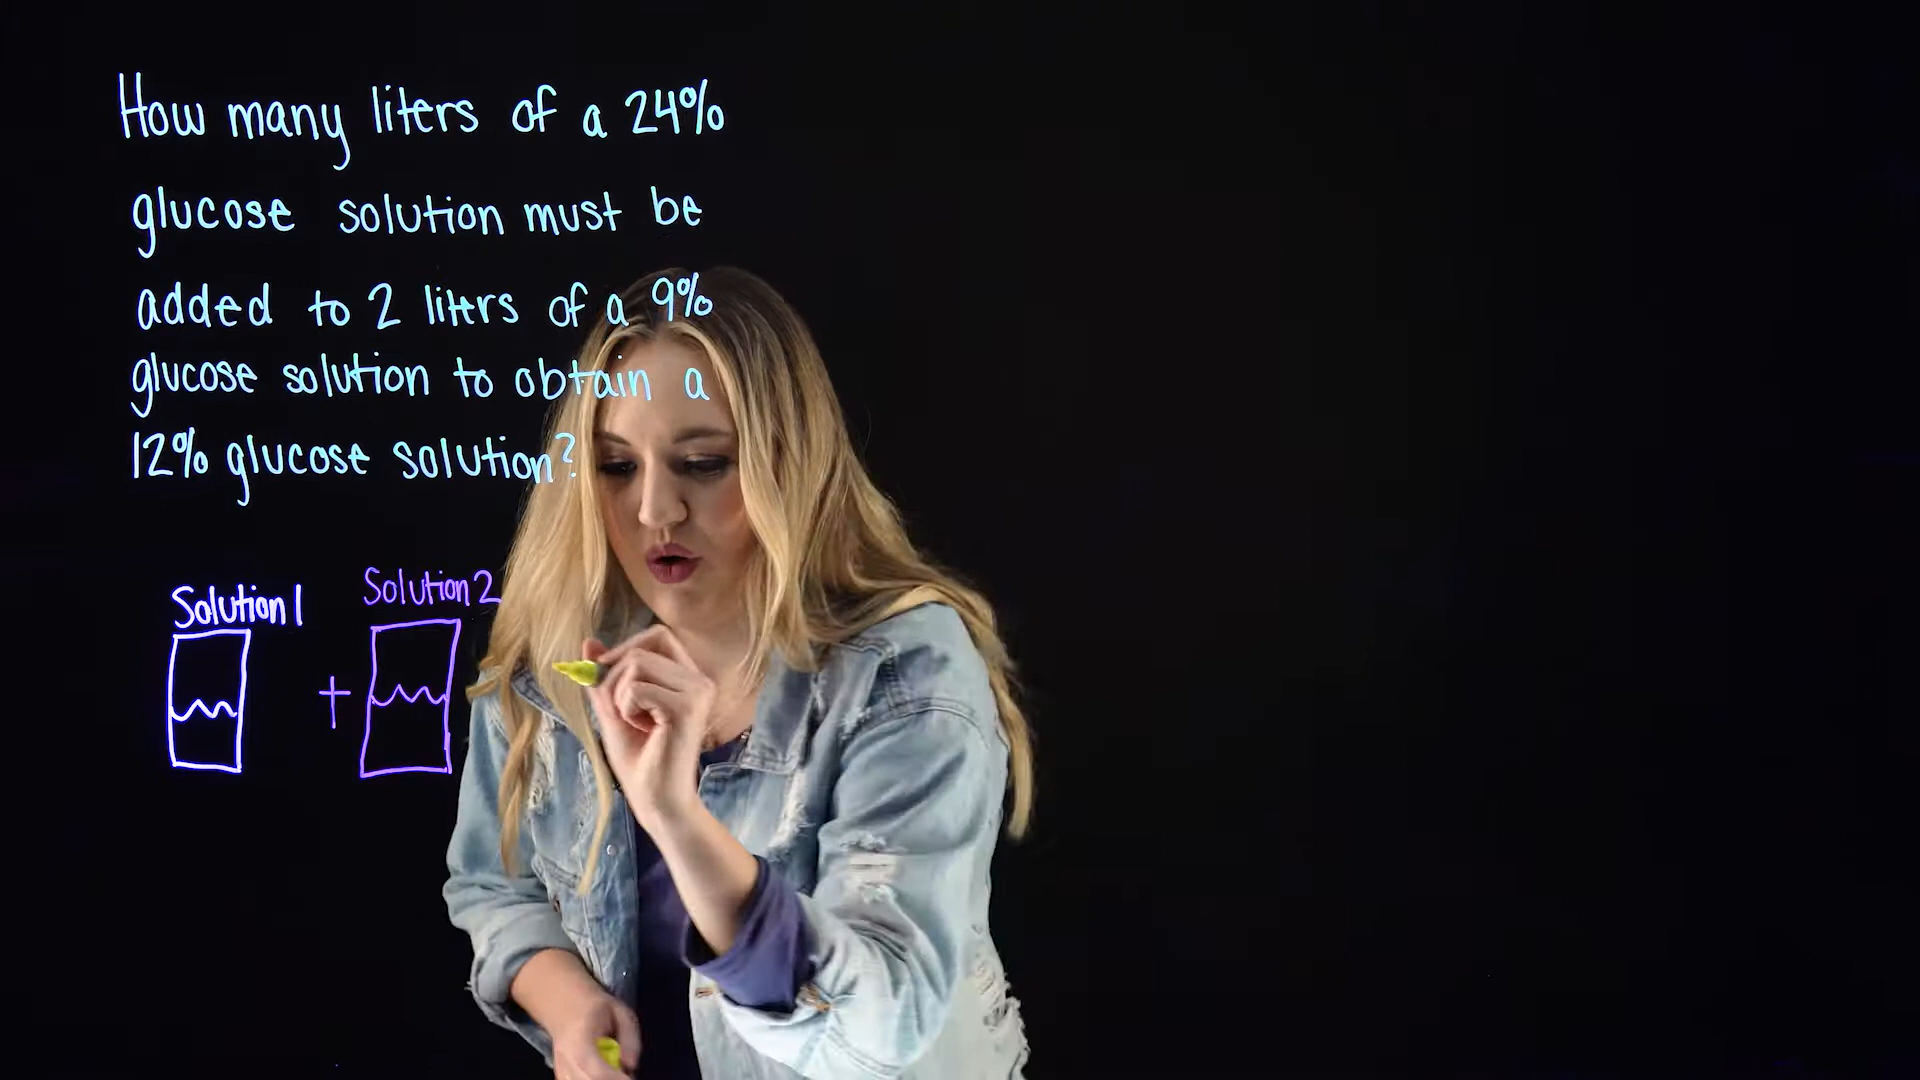 How many liters of a 24%
glucose solution must be
added to 2 liters of a 9%
glucose solution to obtain a
12% glucose solution?
Solution 1
Solution 2
+